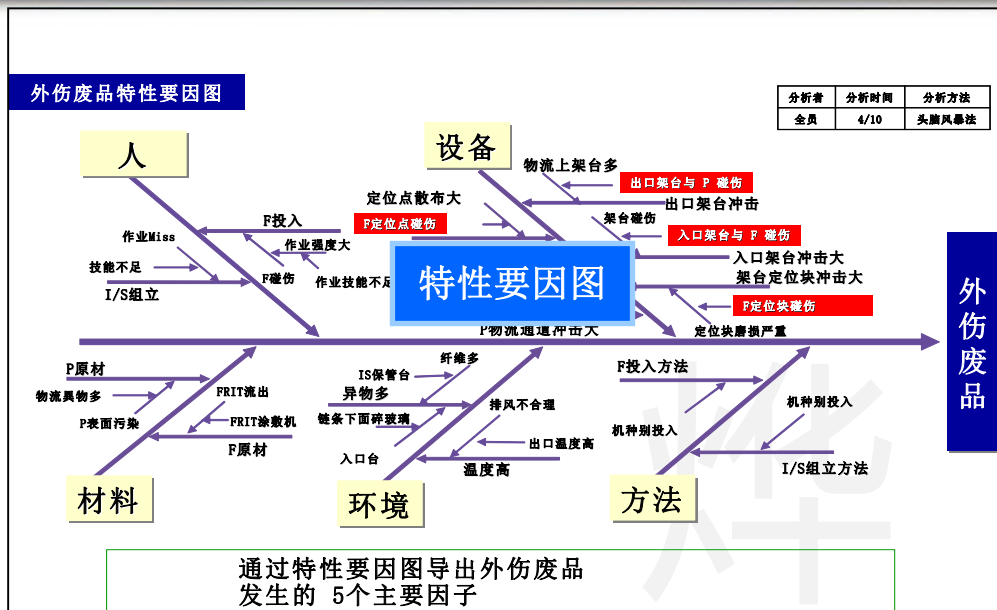 外伤废品特性要因图
分析者 分析时间 分析方法
全员 4/10 头脑风暴法
人
设备
物流上架台多
出口架台与 P 碰伤
出口架台冲击
定位点散布大
F定位点碰伤
架台碰伤
入口架台与 F 碰伤
入口架台冲击大
架台定位块冲击大
F定位块碰伤
定位块磨损严重
F投入
作业Miss
作业强度大
技能不足
F碰伤
作业技能不足
I/S组立
特性要因图
P物流通道冲击大
外伤废品
P原材
物流異物多
P表面污染
FRIT流出
FRIT涂敷机
F原材
材料
纤维多
IS保管台
异物多
链条下面碎玻璃
排风不合理
出口温度高
入口台
温度高
环境
F投入方法
机种别投入
机种别投入
I/S组立方法
方法
烨
通过特性要因图导出外伤废品
发生的 5个主要因子